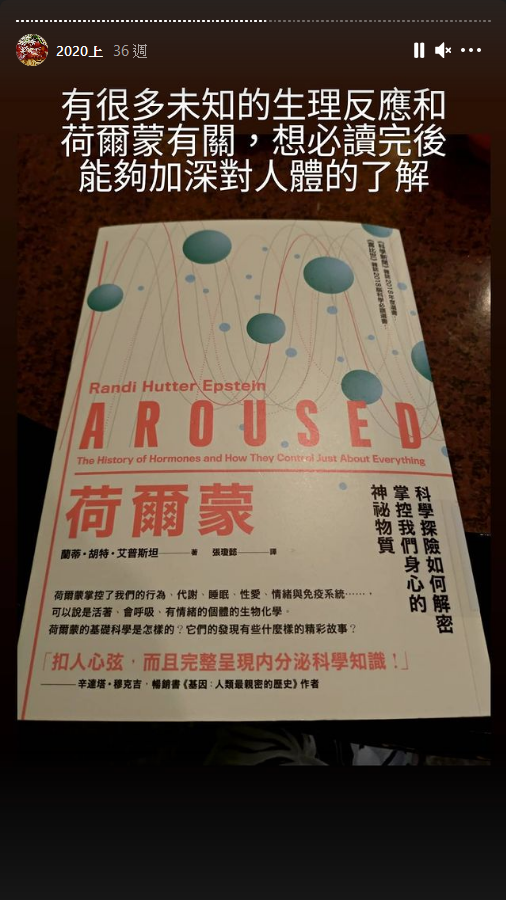 2020上 36週
有很多未知的生理反應和
荷爾蒙有關，想必讀完後
能夠加深對人體的了解
Randi Hutter Epstein
AROUSED
The History of Hormones and How They Control Just About Everything
荷爾蒙
科學探險如何解密
掌控我們身心的
神祕物質
蘭蒂・胡特・艾普斯坦——著 張瓊懿——譯
荷爾蒙掌控了我們的行為、代謝、睡眠、性愛、情緒與免疫系統⋯⋯，
可以說是活著、會呼吸、有情緒的個體的生物化學。
荷爾蒙的基礎科學是怎樣的？它們的發現有些什麼樣的精彩故事？
「扣人心弦，而且完整呈現內分泌科學知識！」
——辛達塔・穆克吉，暢銷書《基因：人類最親密的歷史》作者